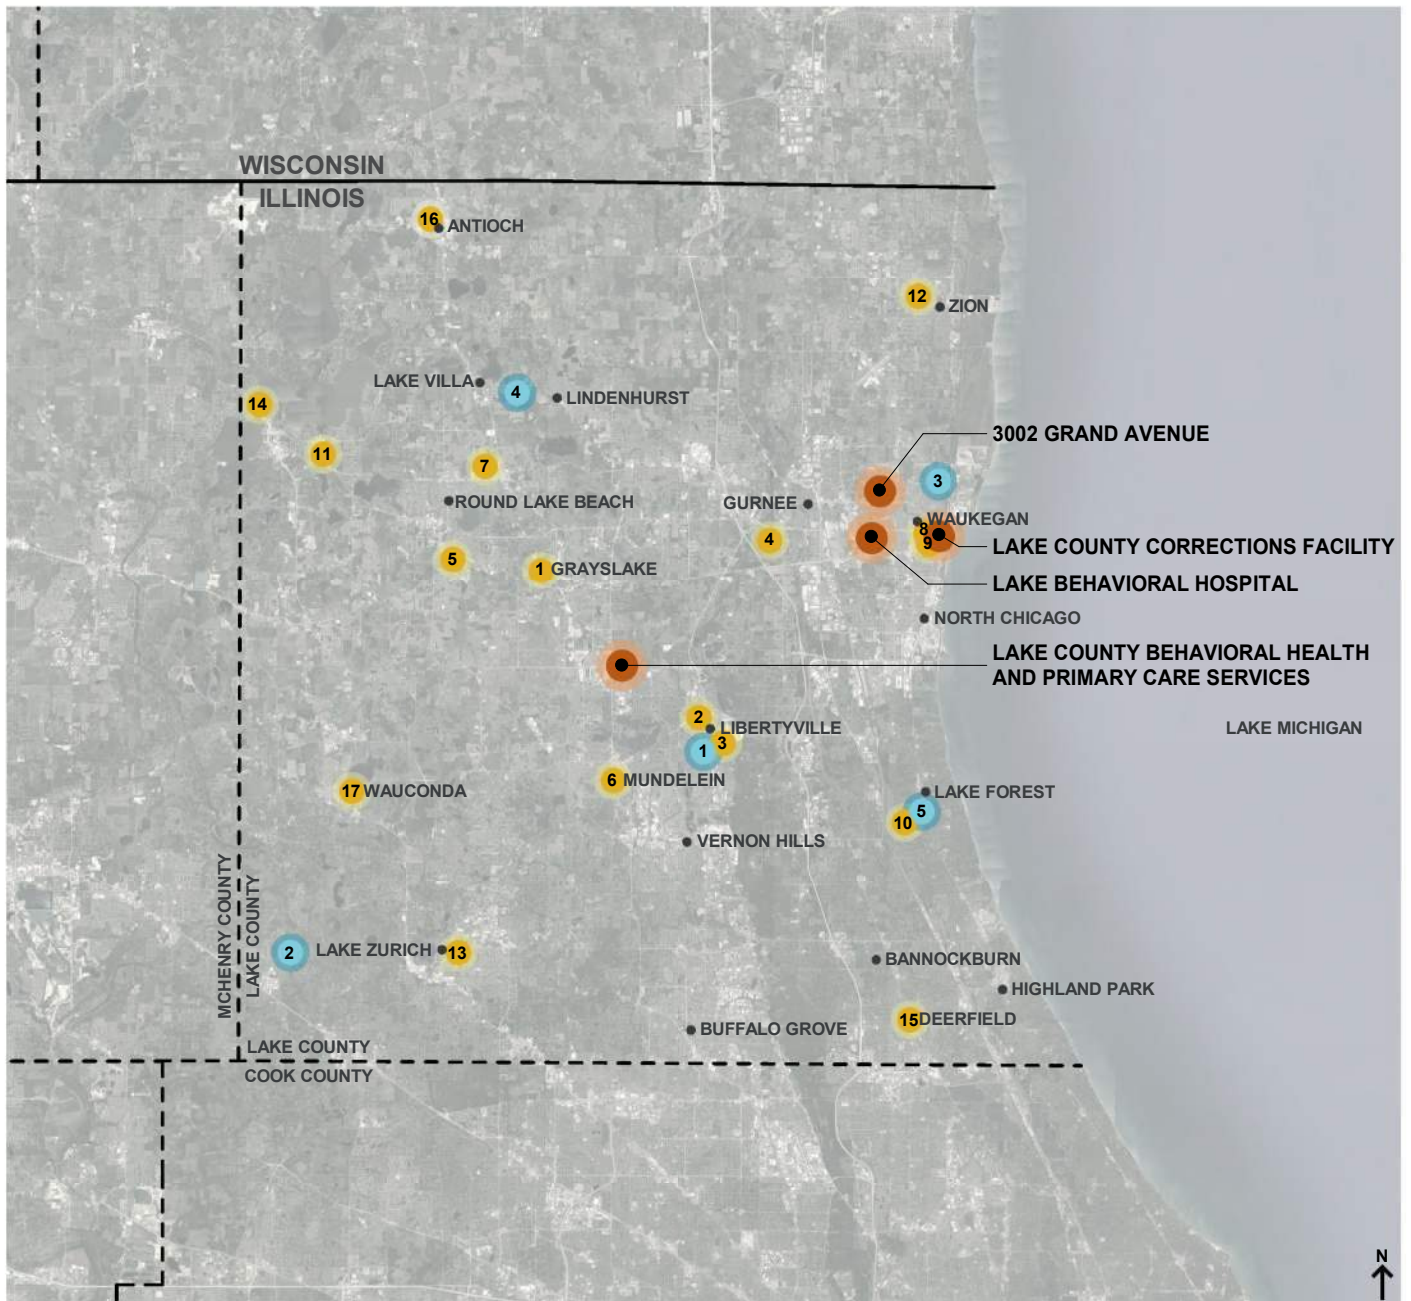 WISCONSIN
ILLINOIS
16
ANTIOCH
12
ZION
LAKE VILLA
4
LINDENHURST
14
3002 GRAND AVENUE
11
7
3
ROUND LAKE BEACH
GURNEE
WAUKEGAN
8
4
9
LAKE COUNTY CORRECTIONS FACILITY
5
1
GRAYSLAKE
LAKE BEHAVIORAL HOSPITAL
NORTH CHICAGO
LAKE COUNTY BEHAVIORAL HEALTH
AND PRIMARY CARE SERVICES
2
LIBERTYVILLE
LAKE MICHIGAN
3
1
6
MUNDELEIN
17
WAUCONDA
LAKE FOREST
5
10
VERNON HILLS
MCHENRY COUNTY
LAKE COUNTY
2
LAKE ZURICH
13
BANNOCKBURN
HIGHLAND PARK
15
DEERFIELD
BUFFALO GROVE
LAKE COUNTY
COOK COUNTY
N